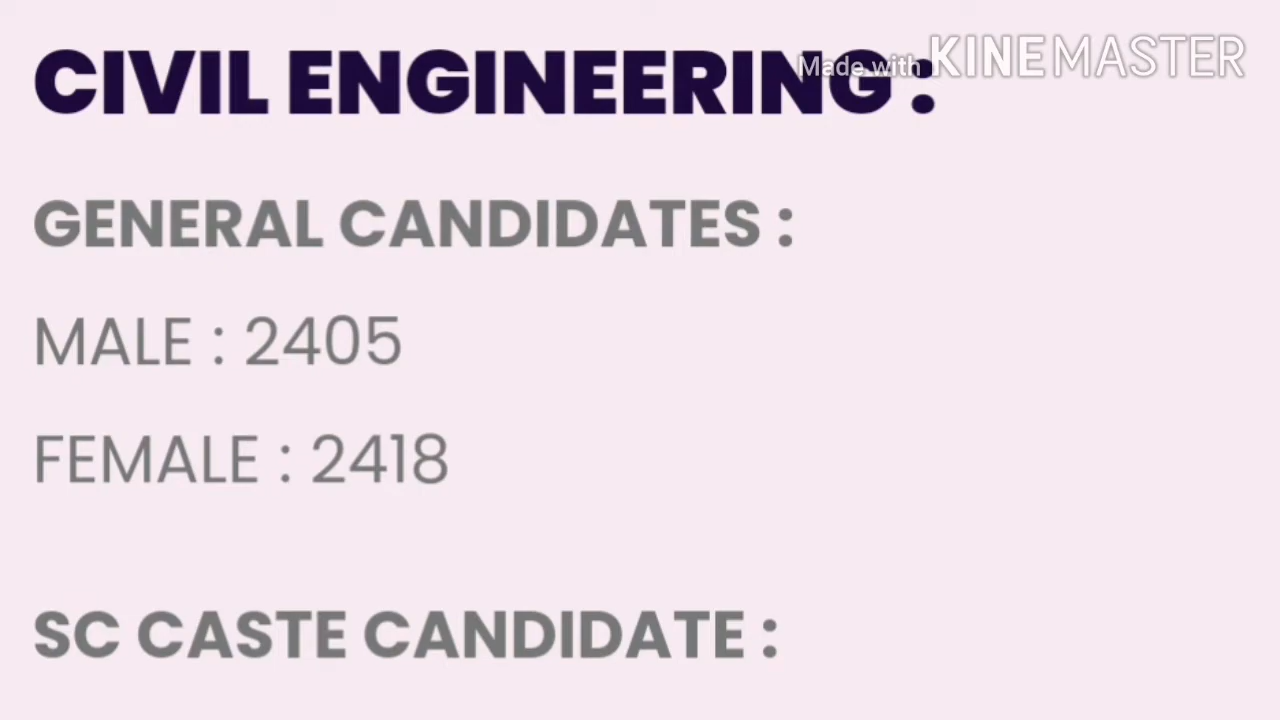 CIVIL ENGINEERING :
Made with KINEMASTER
GENERAL CANDIDATES :
MALE : 2405
FEMALE : 2418
SC CASTE CANDIDATE :